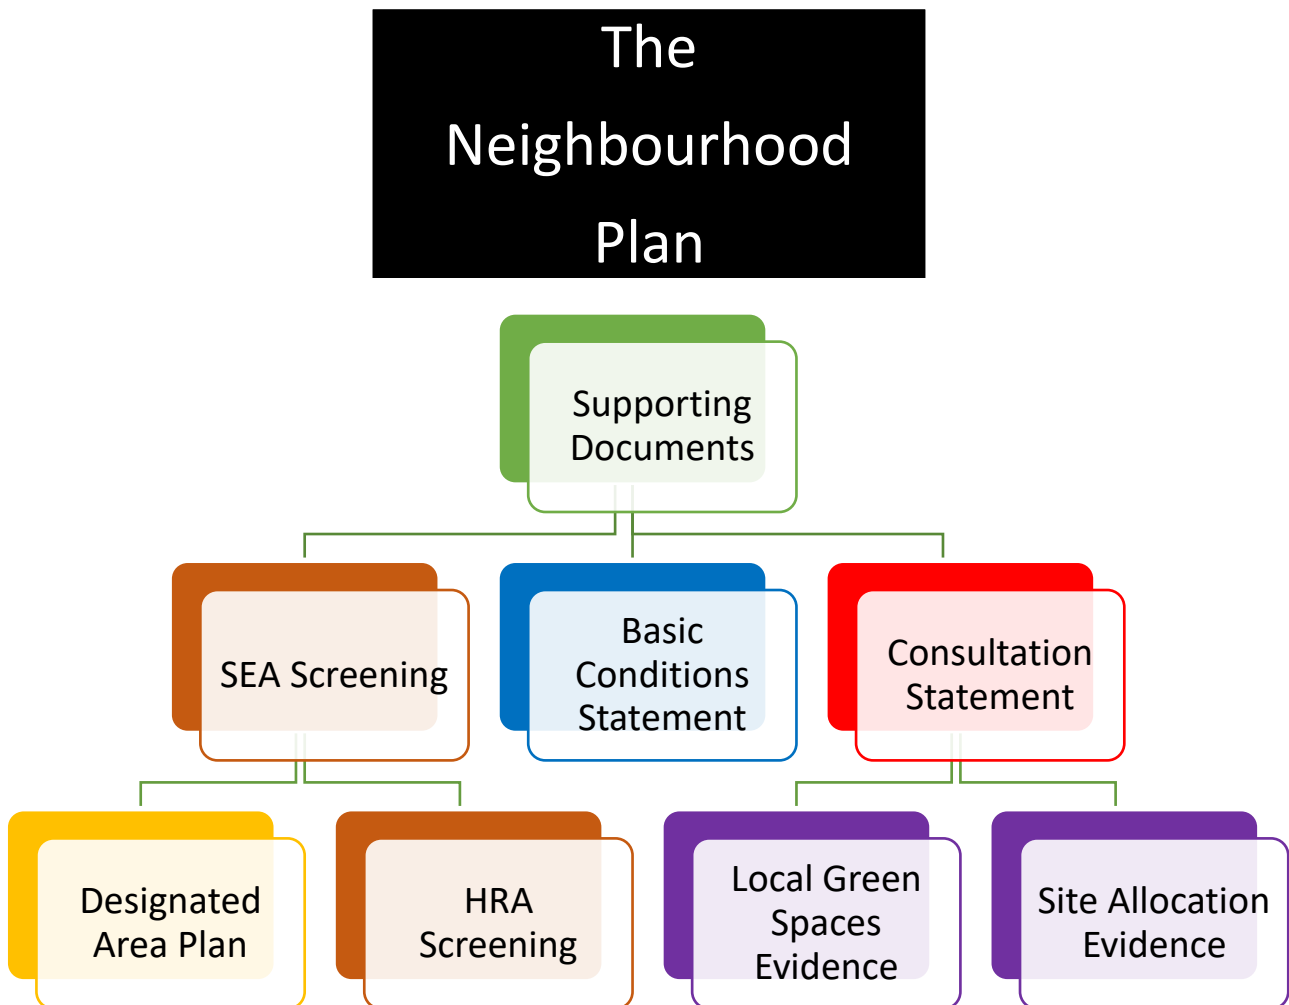 The
Neighbourhood
Plan
Supporting
Documents
SEA Screening
Basic
Conditions
Statement
Consultation
Statement
Designated
Area Plan
HRA
Screening
Local Green
Spaces
Evidence
Site Allocation
Evidence